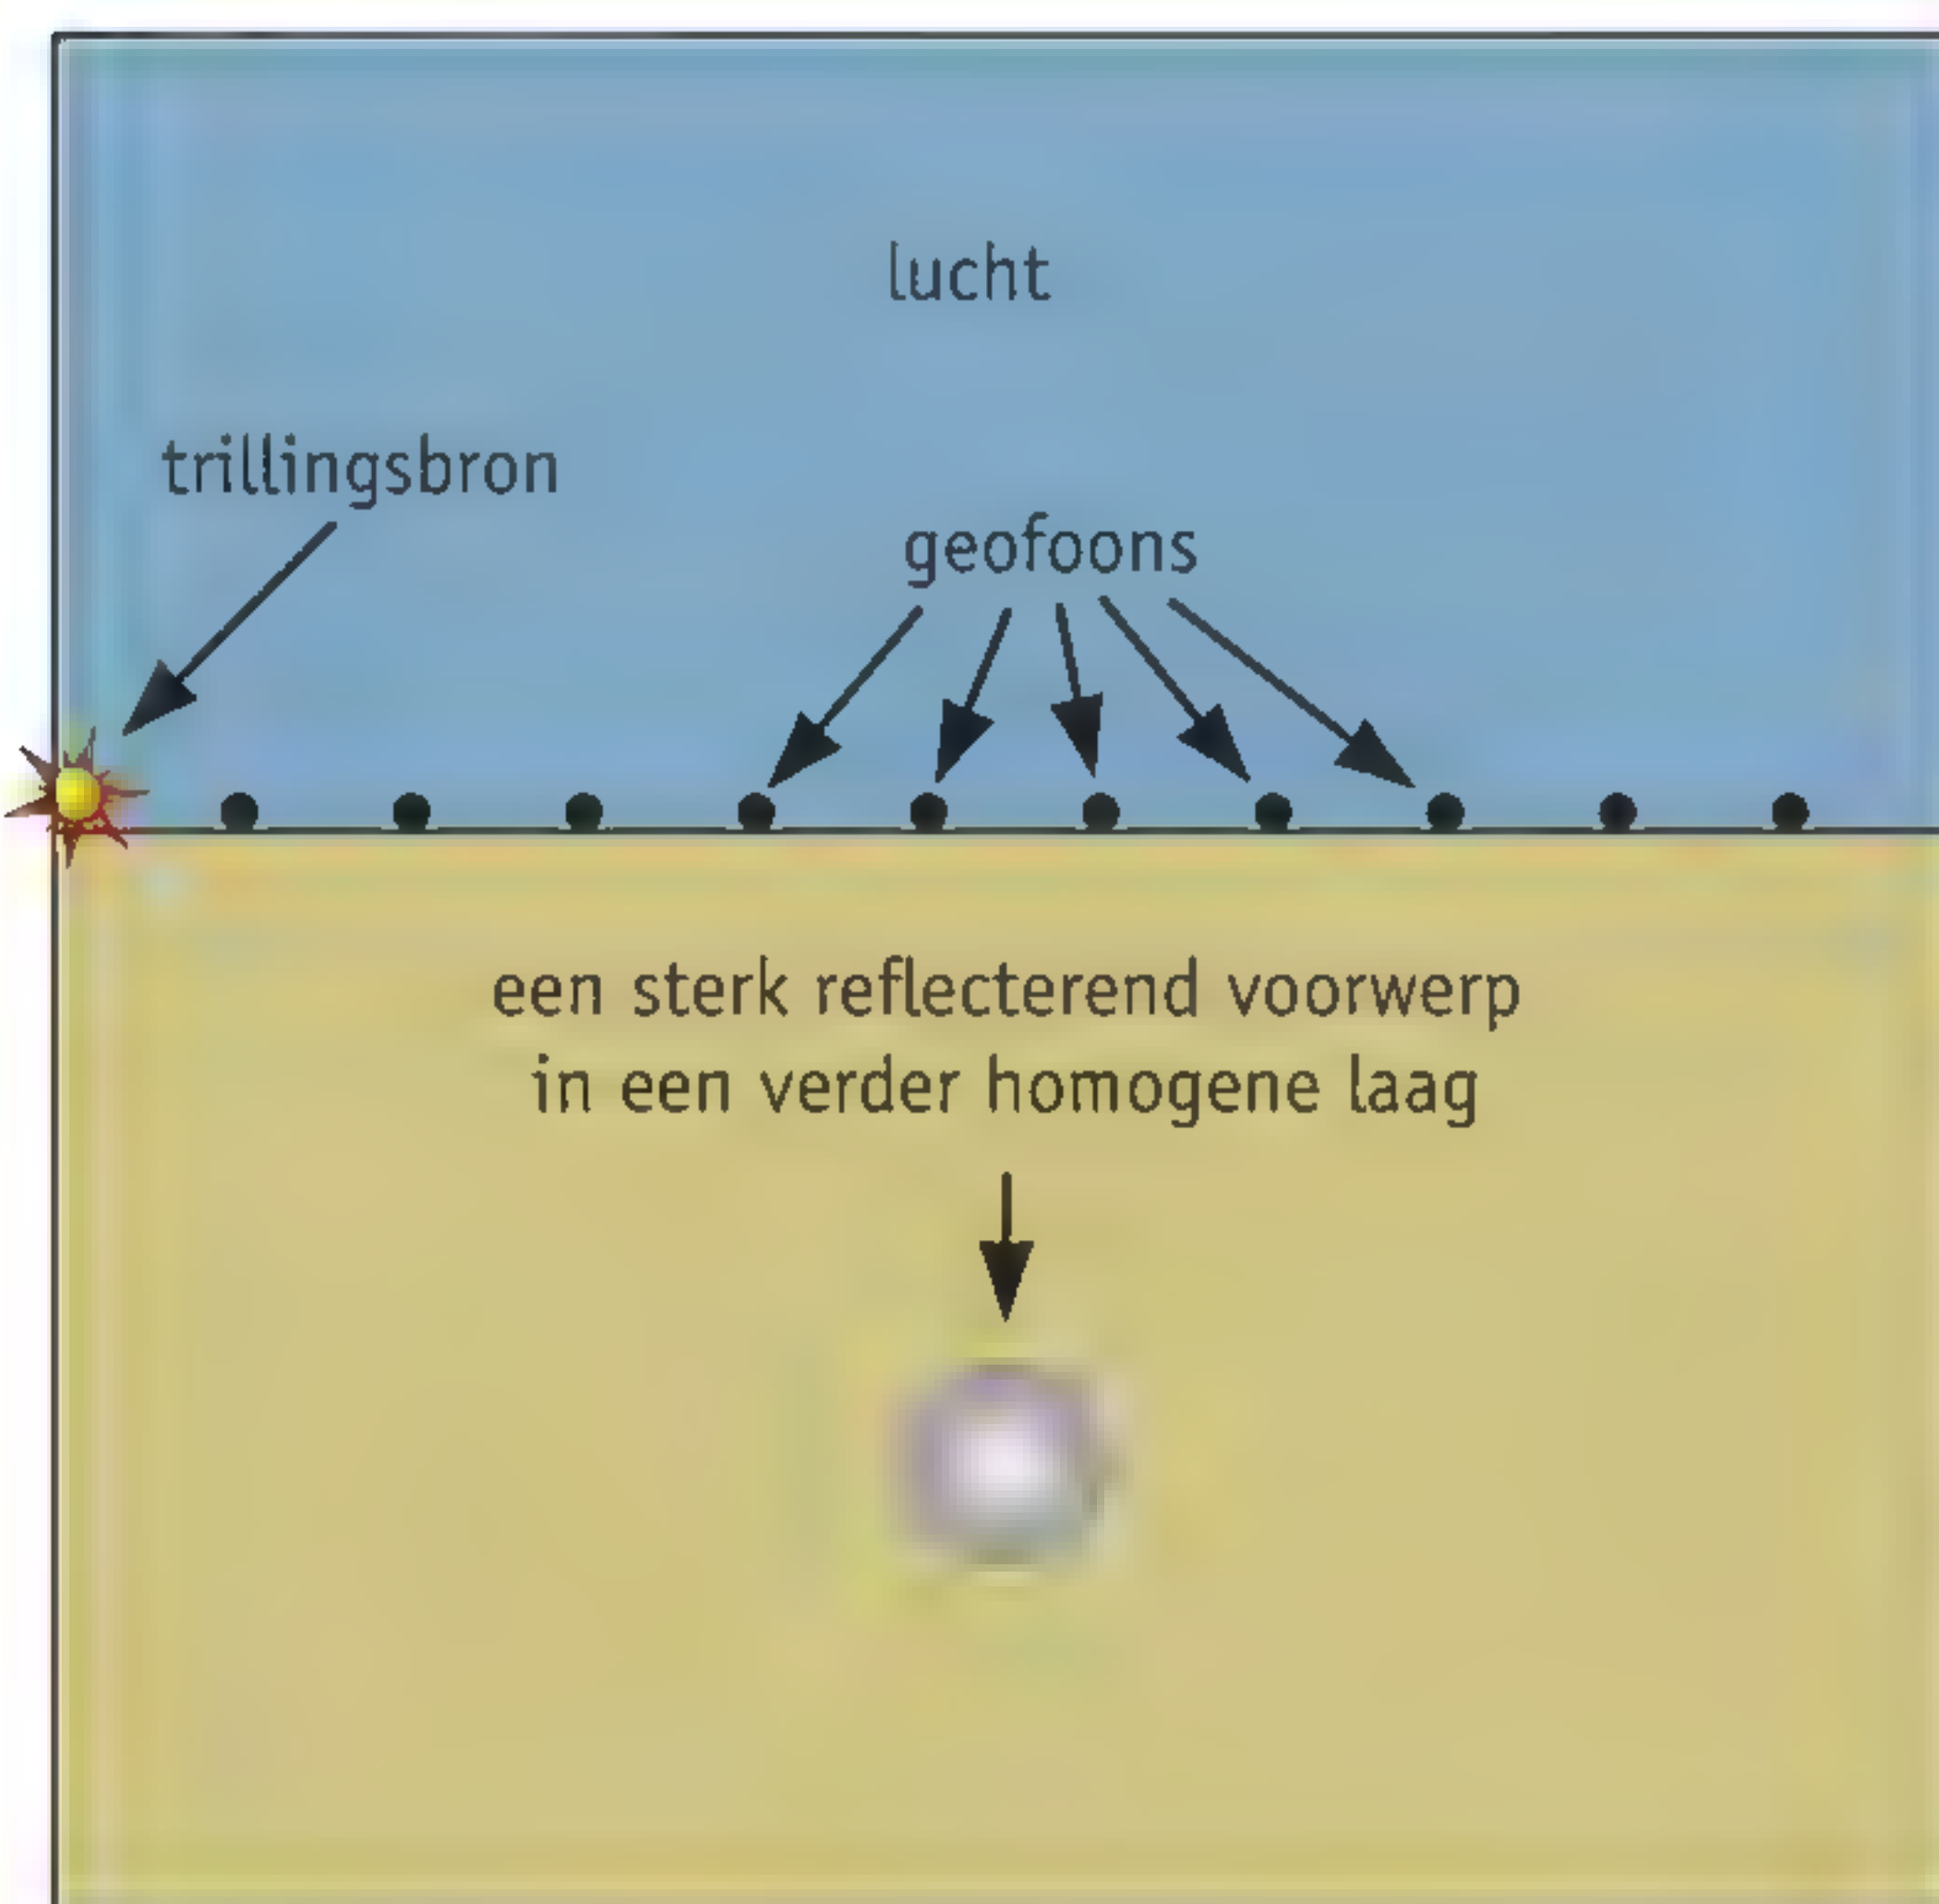 lucht
trillingsbron
geofoons
een sterk reflecterend voorwerp
in een verder homogene laag